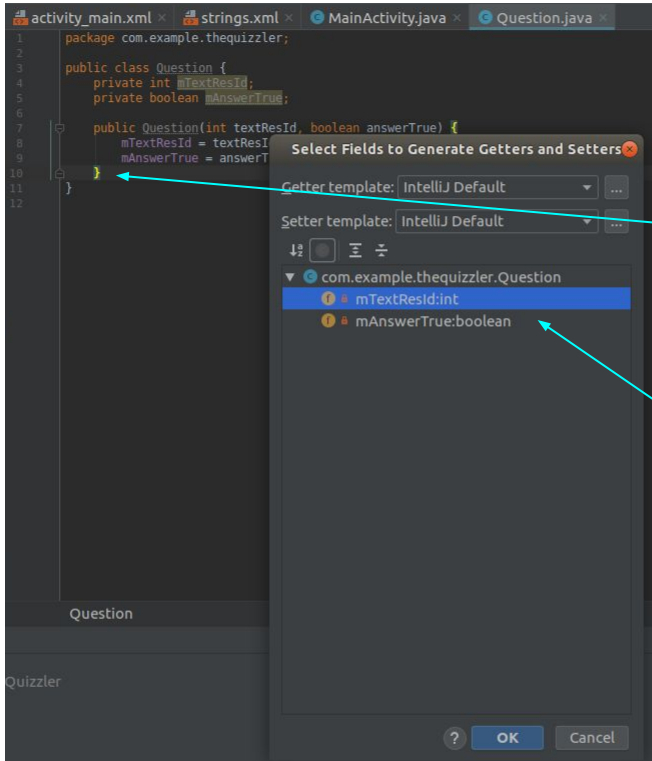 activity_main.xml × strings.xml × MainActivity.java × Question.java ×
1 package com.example.thequizzler;
2
3 public class Question {
4 private int mTextResId;
5 private boolean mAnswerTrue;
6
7 public Question(int textResId, boolean answerTrue) {
8 mTextResId = textResI
9 mAnswerTrue = answerT
10 }
11 }
12
Select Fields to Generate Getters and Setters
Getter template: IntelliJ Default ...
Setter template: IntelliJ Default ...
com.example.thequizzler.Question
mTextResId:int
mAnswerTrue:boolean
Question
Quizzler
? OK Cancel